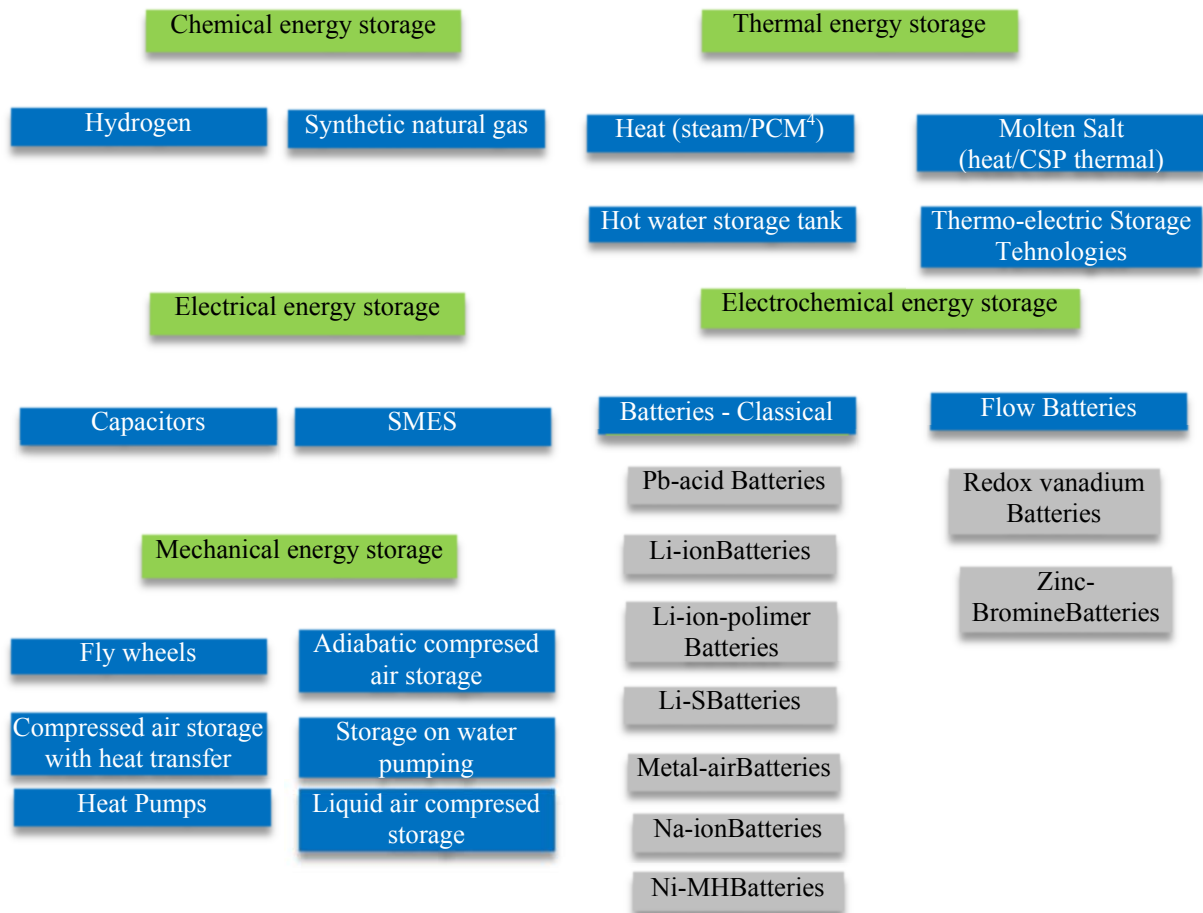 Chemical energy storage
Hydrogen
Synthetic natural gas
Thermal energy storage
Heat (steam/PCM⁴)
Molten Salt
(heat/CSP thermal)
Hot water storage tank
Thermo-electric Storage
Tehnologies
Electrical energy storage
Capacitors
SMES
Mechanical energy storage
Fly wheels
Adiabatic compresed
air storage
Compressed air storage
with heat transfer
Storage on water
pumping
Heat Pumps
Liquid air compresed
storage
Electrochemical energy storage
Batteries - Classical
Pb-acid Batteries
Li-ionBatteries
Li-ion-polimer
Batteries
Li-SBatteries
Metal-airBatteries
Na-ionBatteries
Ni-MHBatteries
Flow Batteries
Redox vanadium
Batteries
Zinc-
BromineBatteries